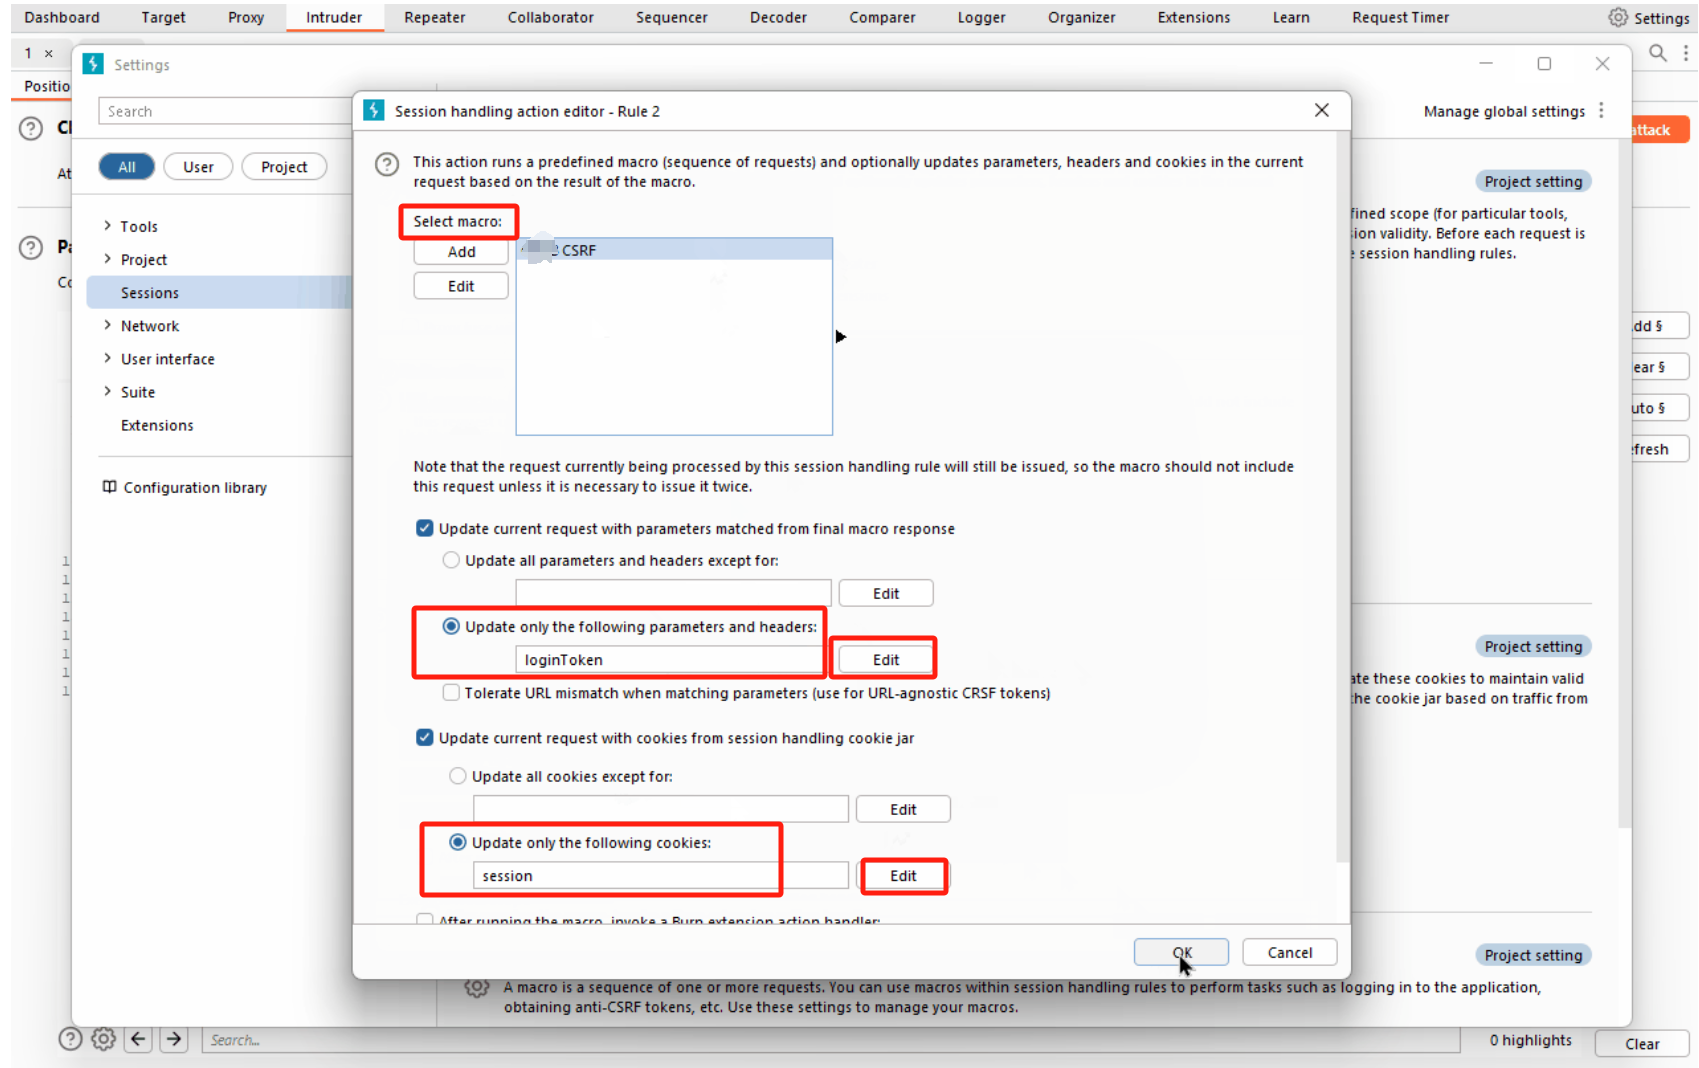 Dashboard Target Proxy Intruder Repeater Collaborator Sequencer Decoder Comparer Logger Organizer Extensions Learn Request Timer Settings
1 ×
Settings
Positio
Search
Session handling action editor - Rule 2
Manage global settings
Cl
attack
All User Project
This action runs a predefined macro (sequence of requests) and optionally updates parameters, headers and cookies in the current
request based on the result of the macro.
At
Project setting
Select macro:
fined scope (for particular tools,
Tools
ion validity. Before each request is
Add
CSRF
session handling rules.
Pa
Project
Co
Edit
Sessions
Network
dd §
User interface
ear §
Suite
uto §
Extensions
efresh
Note that the request currently being processed by this session handling rule will still be issued, so the macro should not include
this request unless it is necessary to issue it twice.
Configuration library
Update current request with parameters matched from final macro response
Update all parameters and headers except for:
1
1
1
1
1
1
1
1
Edit
Update only the following parameters and headers:
loginToken
Edit
Project setting
Tolerate URL mismatch when matching parameters (use for URL-agnostic CRSF tokens)
ate these cookies to maintain valid
the cookie jar based on traffic from
Update current request with cookies from session handling cookie jar
Update all cookies except for:
Edit
Update only the following cookies:
session
Edit
After running the macro, invoke a Burp extension action handler:
OK Cancel
Project setting
A macro is a sequence of one or more requests. You can use macros within session handling rules to perform tasks such as logging in to the application,
obtaining anti-CSRF tokens, etc. Use these settings to manage your macros.
Search...
0 highlights
Clear